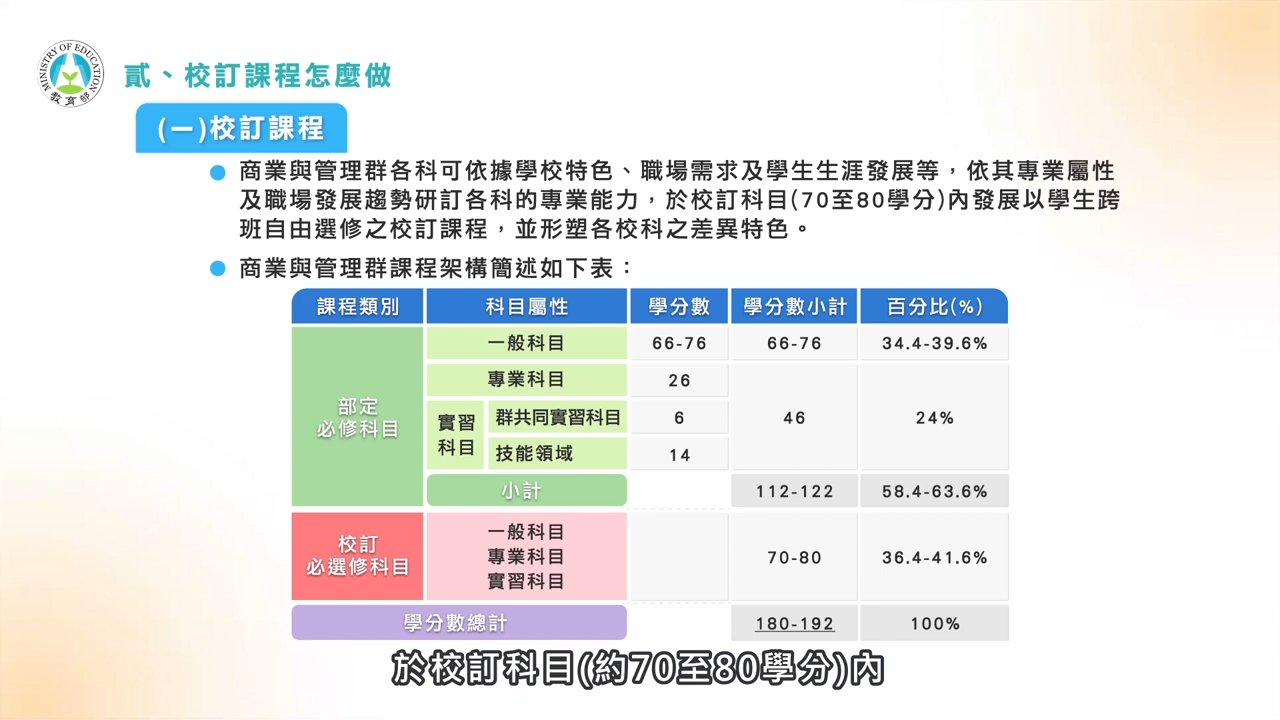 MINISTRY OF EDUCATION
教育部
貳、校訂課程怎麼做
(一)校訂課程
商業與管理群各科可依據學校特色、職場需求及學生生涯發展等，依其專業屬性
及職場發展趨勢研訂各科的專業能力，於校訂科目(70至80學分)內發展以學生跨
班自由選修之校訂課程，並形塑各校科之差異特色。
商業與管理群課程架構簡述如下表：
課程類別 科目屬性 學分數 學分數小計 百分比(%)
部定
必修科目
一般科目 66-76 66-76 34.4-39.6%
專業科目 26
實習
科目
群共同實習科目 6
技能領域 14
46 24%
小計 112-122 58.4-63.6%
校訂
必選修科目
一般科目
專業科目
實習科目
70-80 36.4-41.6%
學分數總計 180-192 100%
於校訂科目(約70至80學分)內